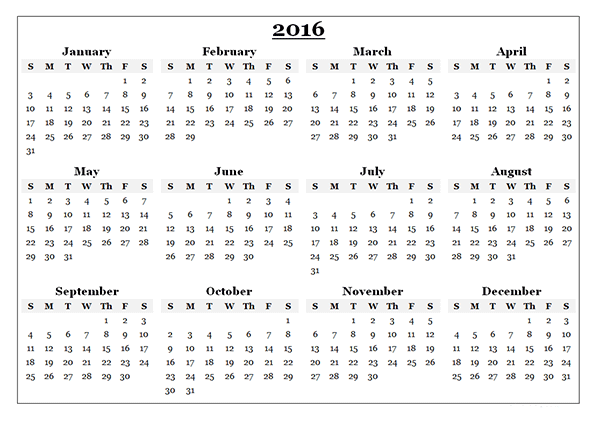 2016
January
S M T W Th F S
1 2
3 4 5 6 7 8 9
10 11 12 13 14 15 16
17 18 19 20 21 22 23
24 25 26 27 28 29 30
31
February
S M T W Th F S
1 2 3 4 5 6
7 8 9 10 11 12 13
14 15 16 17 18 19 20
21 22 23 24 25 26 27
28 29
March
S M T W Th F S
1 2 3 4 5
6 7 8 9 10 11 12
13 14 15 16 17 18 19
20 21 22 23 24 25 26
27 28 29 30 31
April
S M T W Th F S
1 2
3 4 5 6 7 8 9
10 11 12 13 14 15 16
17 18 19 20 21 22 23
24 25 26 27 28 29 30
May
S M T W Th F S
1 2 3 4 5 6 7
8 9 10 11 12 13 14
15 16 17 18 19 20 21
22 23 24 25 26 27 28
29 30 31
June
S M T W Th F S
1 2 3 4
5 6 7 8 9 10 11
12 13 14 15 16 17 18
19 20 21 22 23 24 25
26 27 28 29 30
July
S M T W Th F S
1 2
3 4 5 6 7 8 9
10 11 12 13 14 15 16
17 18 19 20 21 22 23
24 25 26 27 28 29 30
31
August
S M T W Th F S
1 2 3 4 5 6
7 8 9 10 11 12 13
14 15 16 17 18 19 20
21 22 23 24 25 26 27
28 29 30 31
September
S M T W Th F S
1 2 3
4 5 6 7 8 9 10
11 12 13 14 15 16 17
18 19 20 21 22 23 24
25 26 27 28 29 30
October
S M T W Th F S
1
2 3 4 5 6 7 8
9 10 11 12 13 14 15
16 17 18 19 20 21 22
23 24 25 26 27 28 29
30 31
November
S M T W Th F S
1 2 3 4 5
6 7 8 9 10 11 12
13 14 15 16 17 18 19
20 21 22 23 24 25 26
27 28 29 30
December
S M T W Th F S
1 2 3
4 5 6 7 8 9 10
11 12 13 14 15 16 17
18 19 20 21 22 23 24
25 26 27 28 29 30 31